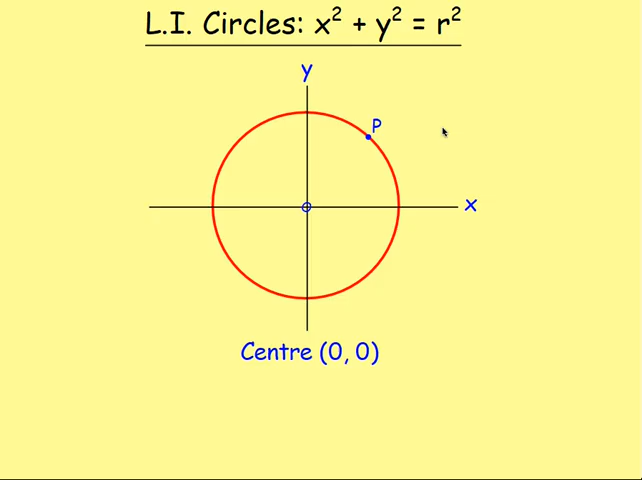 L.I. Circles: x² + y² = r²
y
P
x
Centre (0, 0)